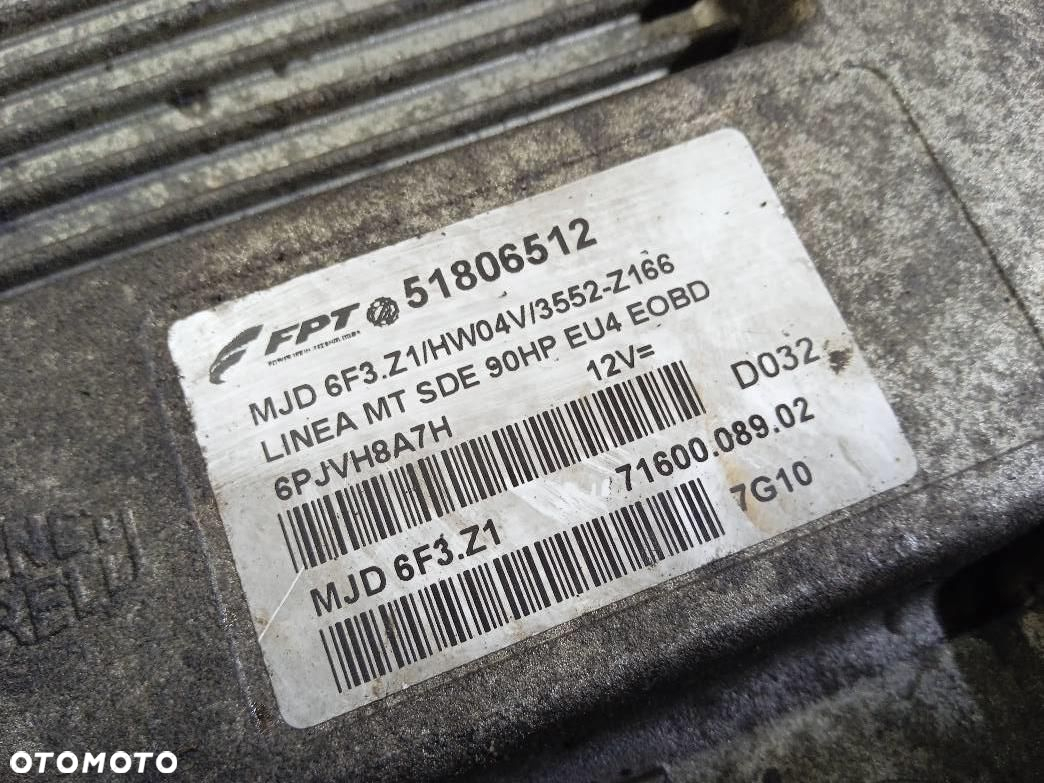 FPT 51806512
MJD 6F3.Z1/HW04V/3552-Z166
LINEA MT SDE 90HP EU4 EOBD
6PJVH8A7H 12V= D032
71600.089.02
MJD 6F3.Z1 7G10
OTOMOTO